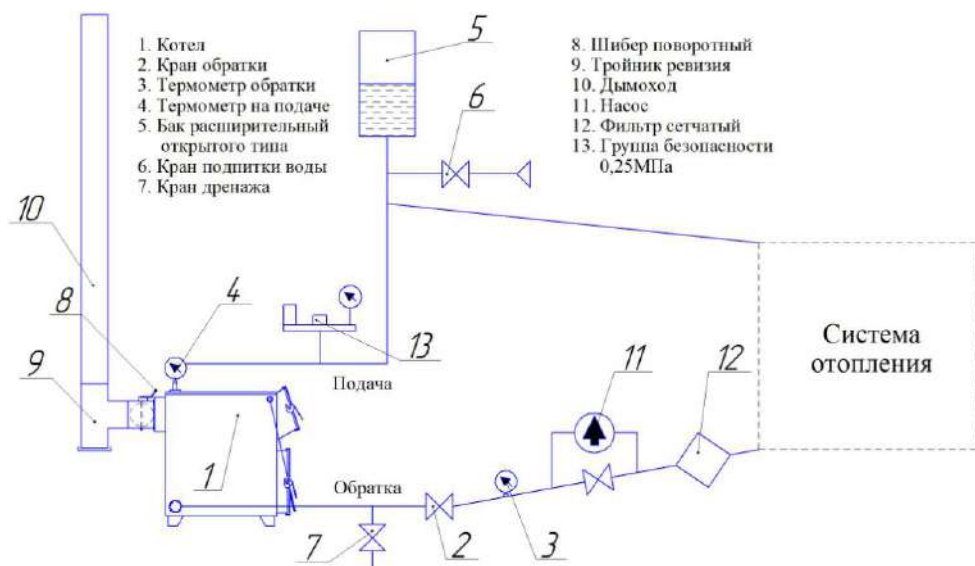 1. Котел
2. Кран обратки
3. Термометр обратки
4. Термометр на подаче
5. Бак расширительный
открытого типа
6. Кран подпитки воды
7. Кран дренажа
8. Шибер поворотный
9. Тройник ревизия
10. Дымоход
11. Насос
12. Фильтр сетчатый
13. Группа безопасности
0,25МПа
5
6
10
8
4
13
9
Подача
11
12
Система
отопления
1
Обратка
7
2
3